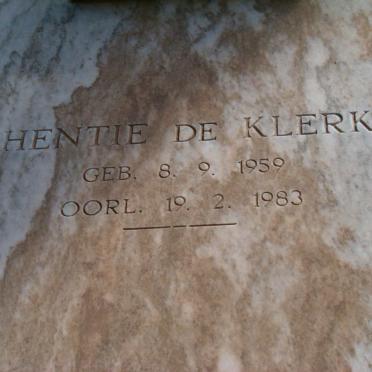 HENTIE DE KLERK
GEB. 8. 9. 1959
OORL. 19. 2. 1983